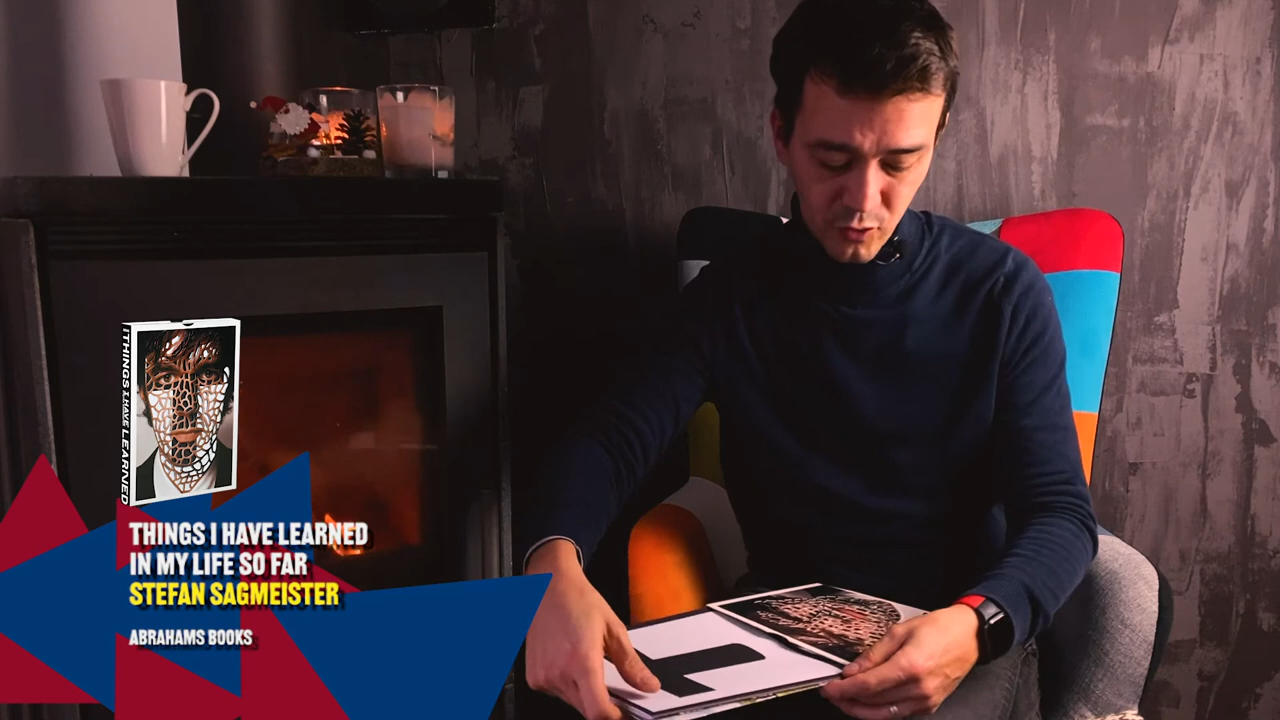 THINGS I HAVE LEARNED
THINGS I HAVE LEARNED
IN MY LIFE SO FAR
STEFAN SAGMEISTER
ABRAHAMS BOOKS